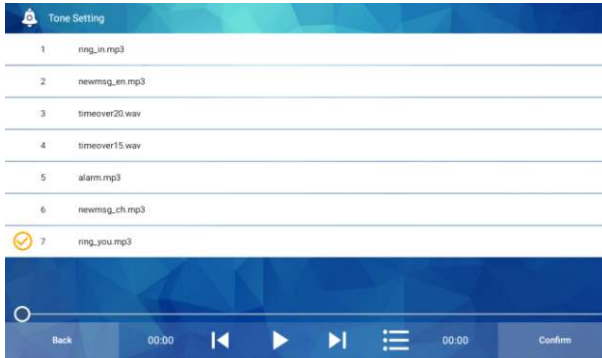 Tone Setting
1 ring_in.mp3
2 newmsg_en.mp3
3 timeover20.wav
4 timeover15.wav
5 alarm.mp3
6 newmsg_ch.mp3
7 ring_you.mp3
Back 00:00 00:00 Confirm